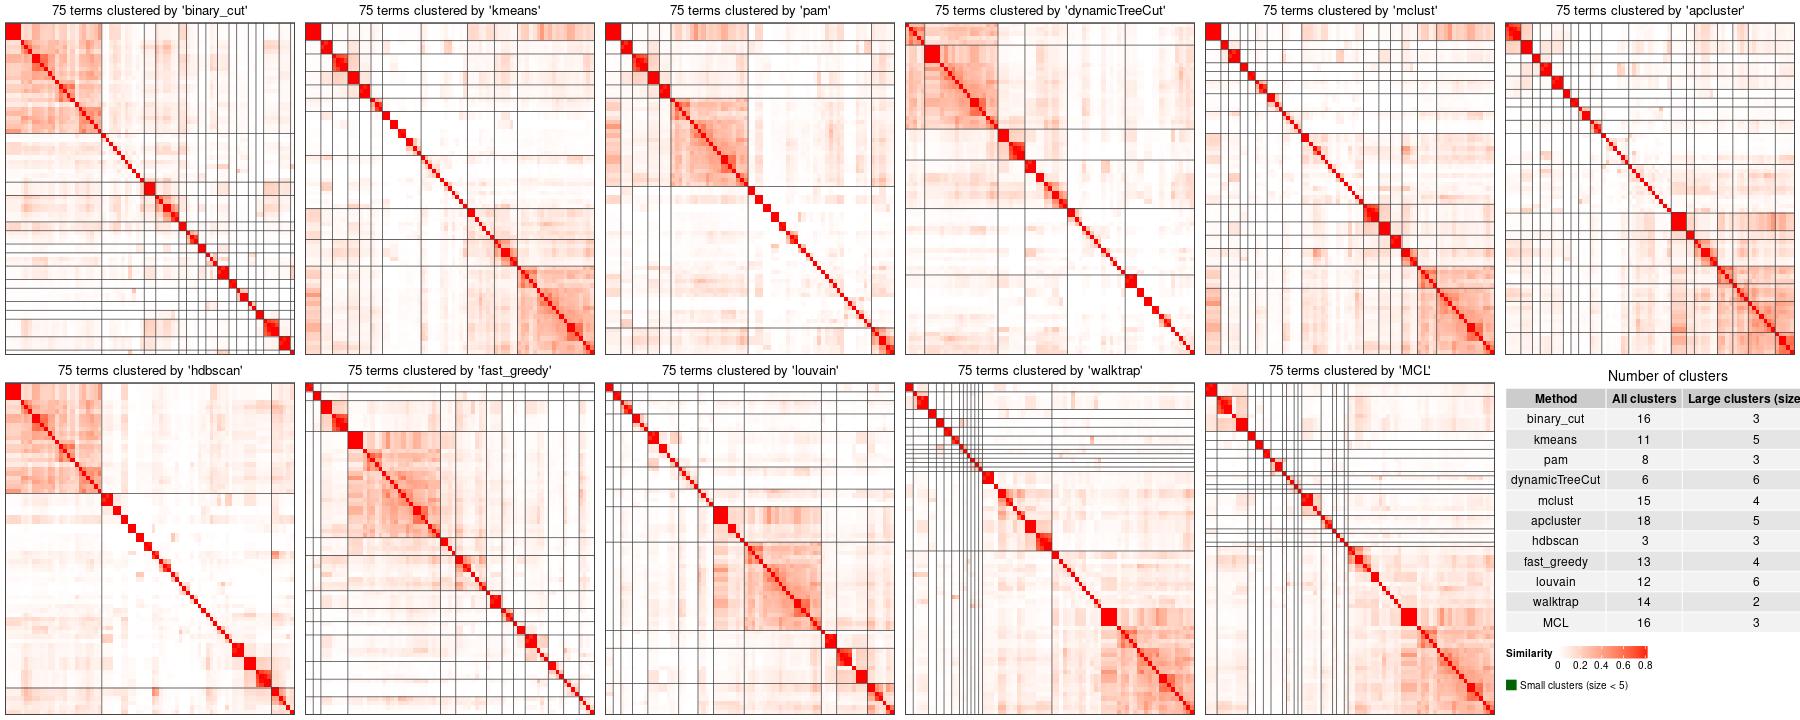 75 terms clustered by 'binary_cut'
75 terms clustered by 'kmeans'
75 terms clustered by 'pam'
75 terms clustered by 'dynamicTreeCut'
75 terms clustered by 'mclust'
75 terms clustered by 'apcluster'
75 terms clustered by 'hdbscan'
75 terms clustered by 'fast_greedy'
75 terms clustered by 'louvain'
75 terms clustered by 'walktrap'
75 terms clustered by 'MCL'
Number of clusters
Method All clusters Large clusters (size
binary_cut 16 3
kmeans 11 5
pam 8 3
dynamicTreeCut 6 6
mclust 15 4
apcluster 18 5
hdbscan 3 3
fast_greedy 13 4
louvain 12 6
walktrap 14 2
MCL 16 3
Similarity
0 0.2 0.4 0.6 0.8
Small clusters (size < 5)